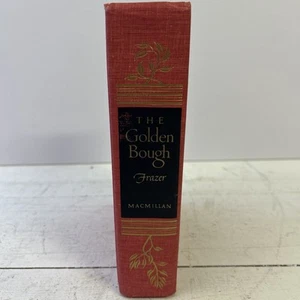 THE
Golden
Bough
Frazer
MACMILLAN